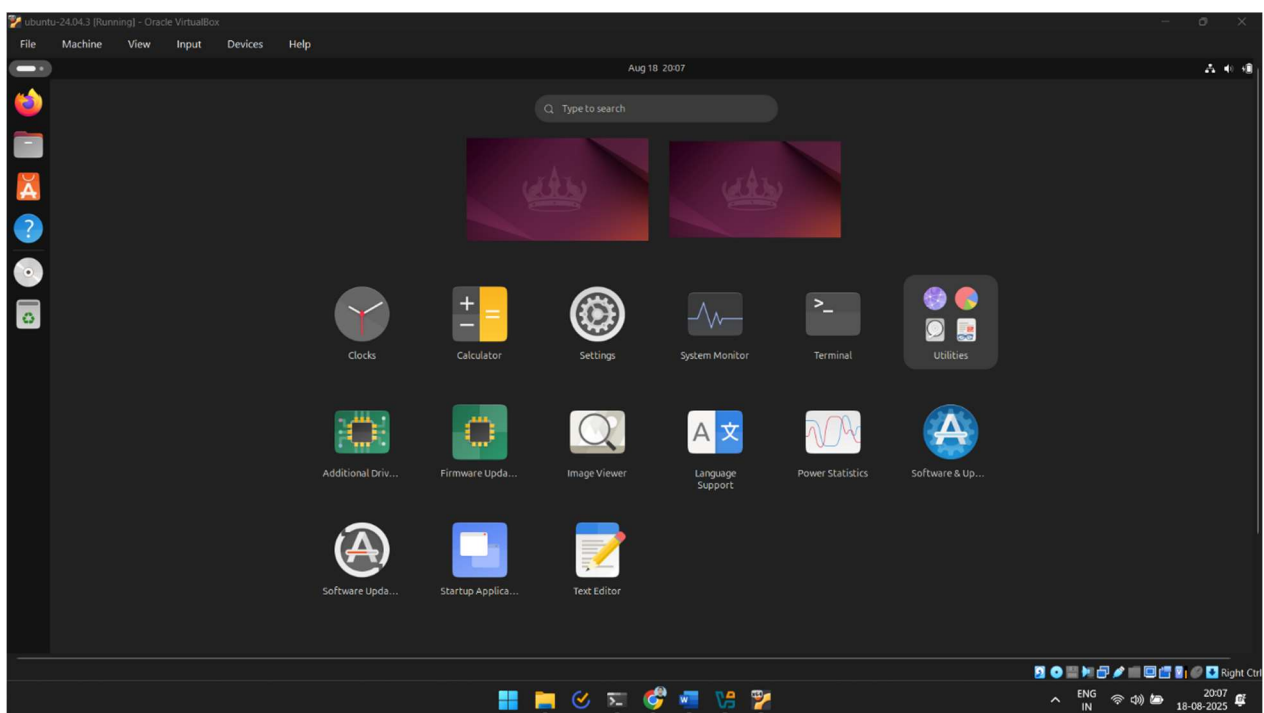 ubuntu-24.04.3 [Running] - Oracle VirtualBox
File Machine View Input Devices Help
Aug 18 20:07
Type to search
Clocks Calculator Settings System Monitor Terminal Utilities
Additional Driv... Firmware Upda... Image Viewer Language Support Power Statistics Software & Up...
Software Upda... Startup Applica... Text Editor
Right Ctrl
ENG
IN
20:07
18-08-2025